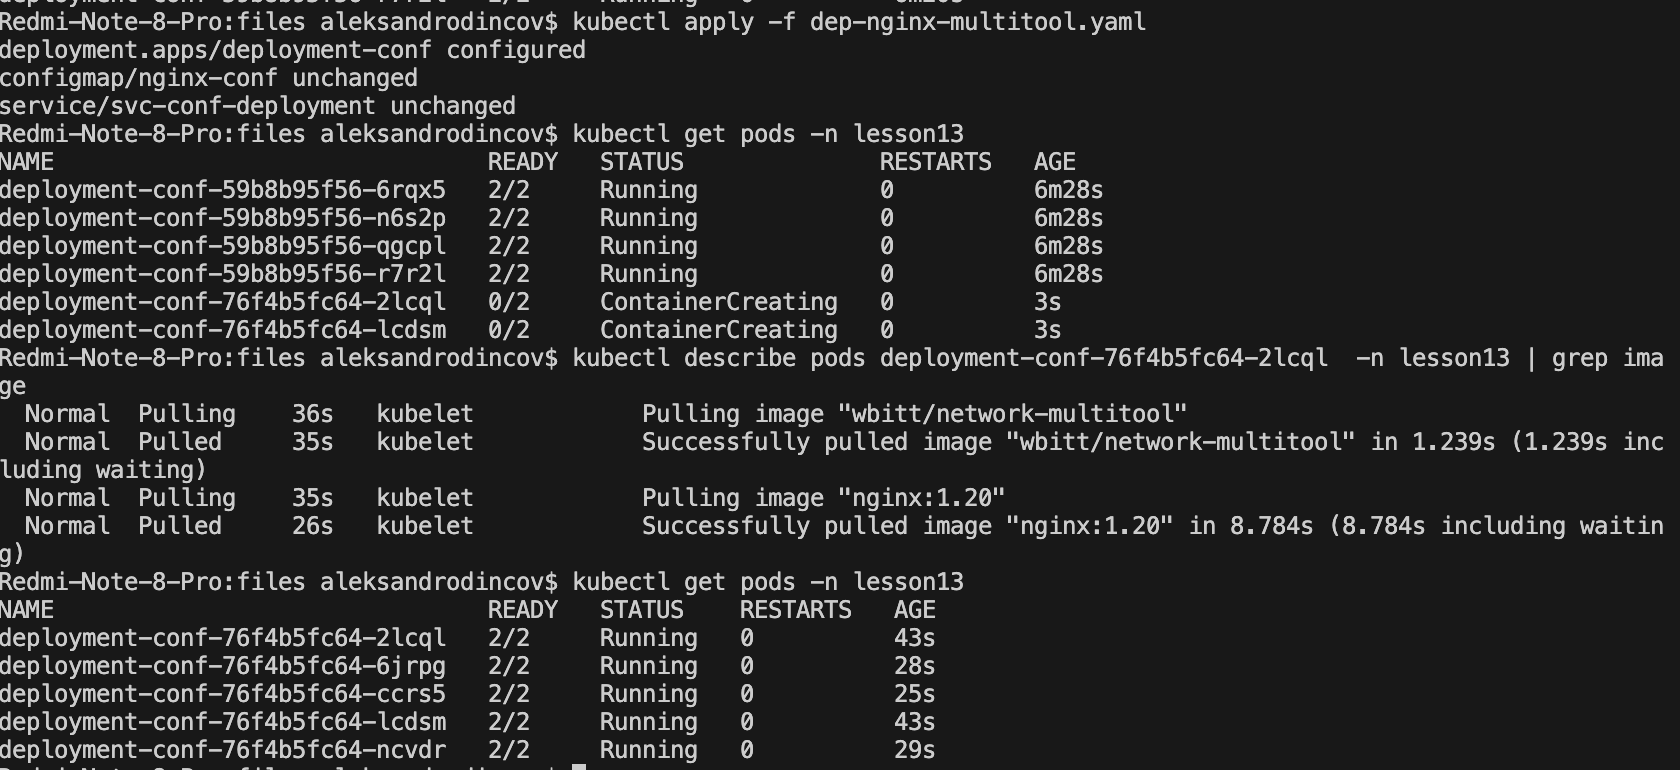 Redmi-Note-8-Pro:files aleksandrodincov$ kubectl apply -f dep-nginx-multitool.yaml
deployment.apps/deployment-conf configured
configmap/nginx-conf unchanged
service/svc-conf-deployment unchanged
Redmi-Note-8-Pro:files aleksandrodincov$ kubectl get pods -n lesson13
NAME                               READY   STATUS              RESTARTS   AGE
deployment-conf-59b8b95f56-6rqx5   2/2     Running             0          6m28s
deployment-conf-59b8b95f56-n6s2p   2/2     Running             0          6m28s
deployment-conf-59b8b95f56-qgcpl   2/2     Running             0          6m28s
deployment-conf-59b8b95f56-r7r2l   2/2     Running             0          6m28s
deployment-conf-76f4b5fc64-2lcql   0/2     ContainerCreating   0          3s
deployment-conf-76f4b5fc64-lcdsm   0/2     ContainerCreating   0          3s
Redmi-Note-8-Pro:files aleksandrodincov$ kubectl describe pods deployment-conf-76f4b5fc64-2lcql  -n lesson13 | grep ima
ge
  Normal  Pulling    36s   kubelet            Pulling image "wbitt/network-multitool"
  Normal  Pulled     35s   kubelet            Successfully pulled image "wbitt/network-multitool" in 1.239s (1.239s inc
luding waiting)
  Normal  Pulling    35s   kubelet            Pulling image "nginx:1.20"
  Normal  Pulled     26s   kubelet            Successfully pulled image "nginx:1.20" in 8.784s (8.784s including waitin
g)
Redmi-Note-8-Pro:files aleksandrodincov$ kubectl get pods -n lesson13
NAME                               READY   STATUS    RESTARTS   AGE
deployment-conf-76f4b5fc64-2lcql   2/2     Running   0          43s
deployment-conf-76f4b5fc64-6jrpg   2/2     Running   0          28s
deployment-conf-76f4b5fc64-ccrs5   2/2     Running   0          25s
deployment-conf-76f4b5fc64-lcdsm   2/2     Running   0          43s
deployment-conf-76f4b5fc64-ncvdr   2/2     Running   0          29s